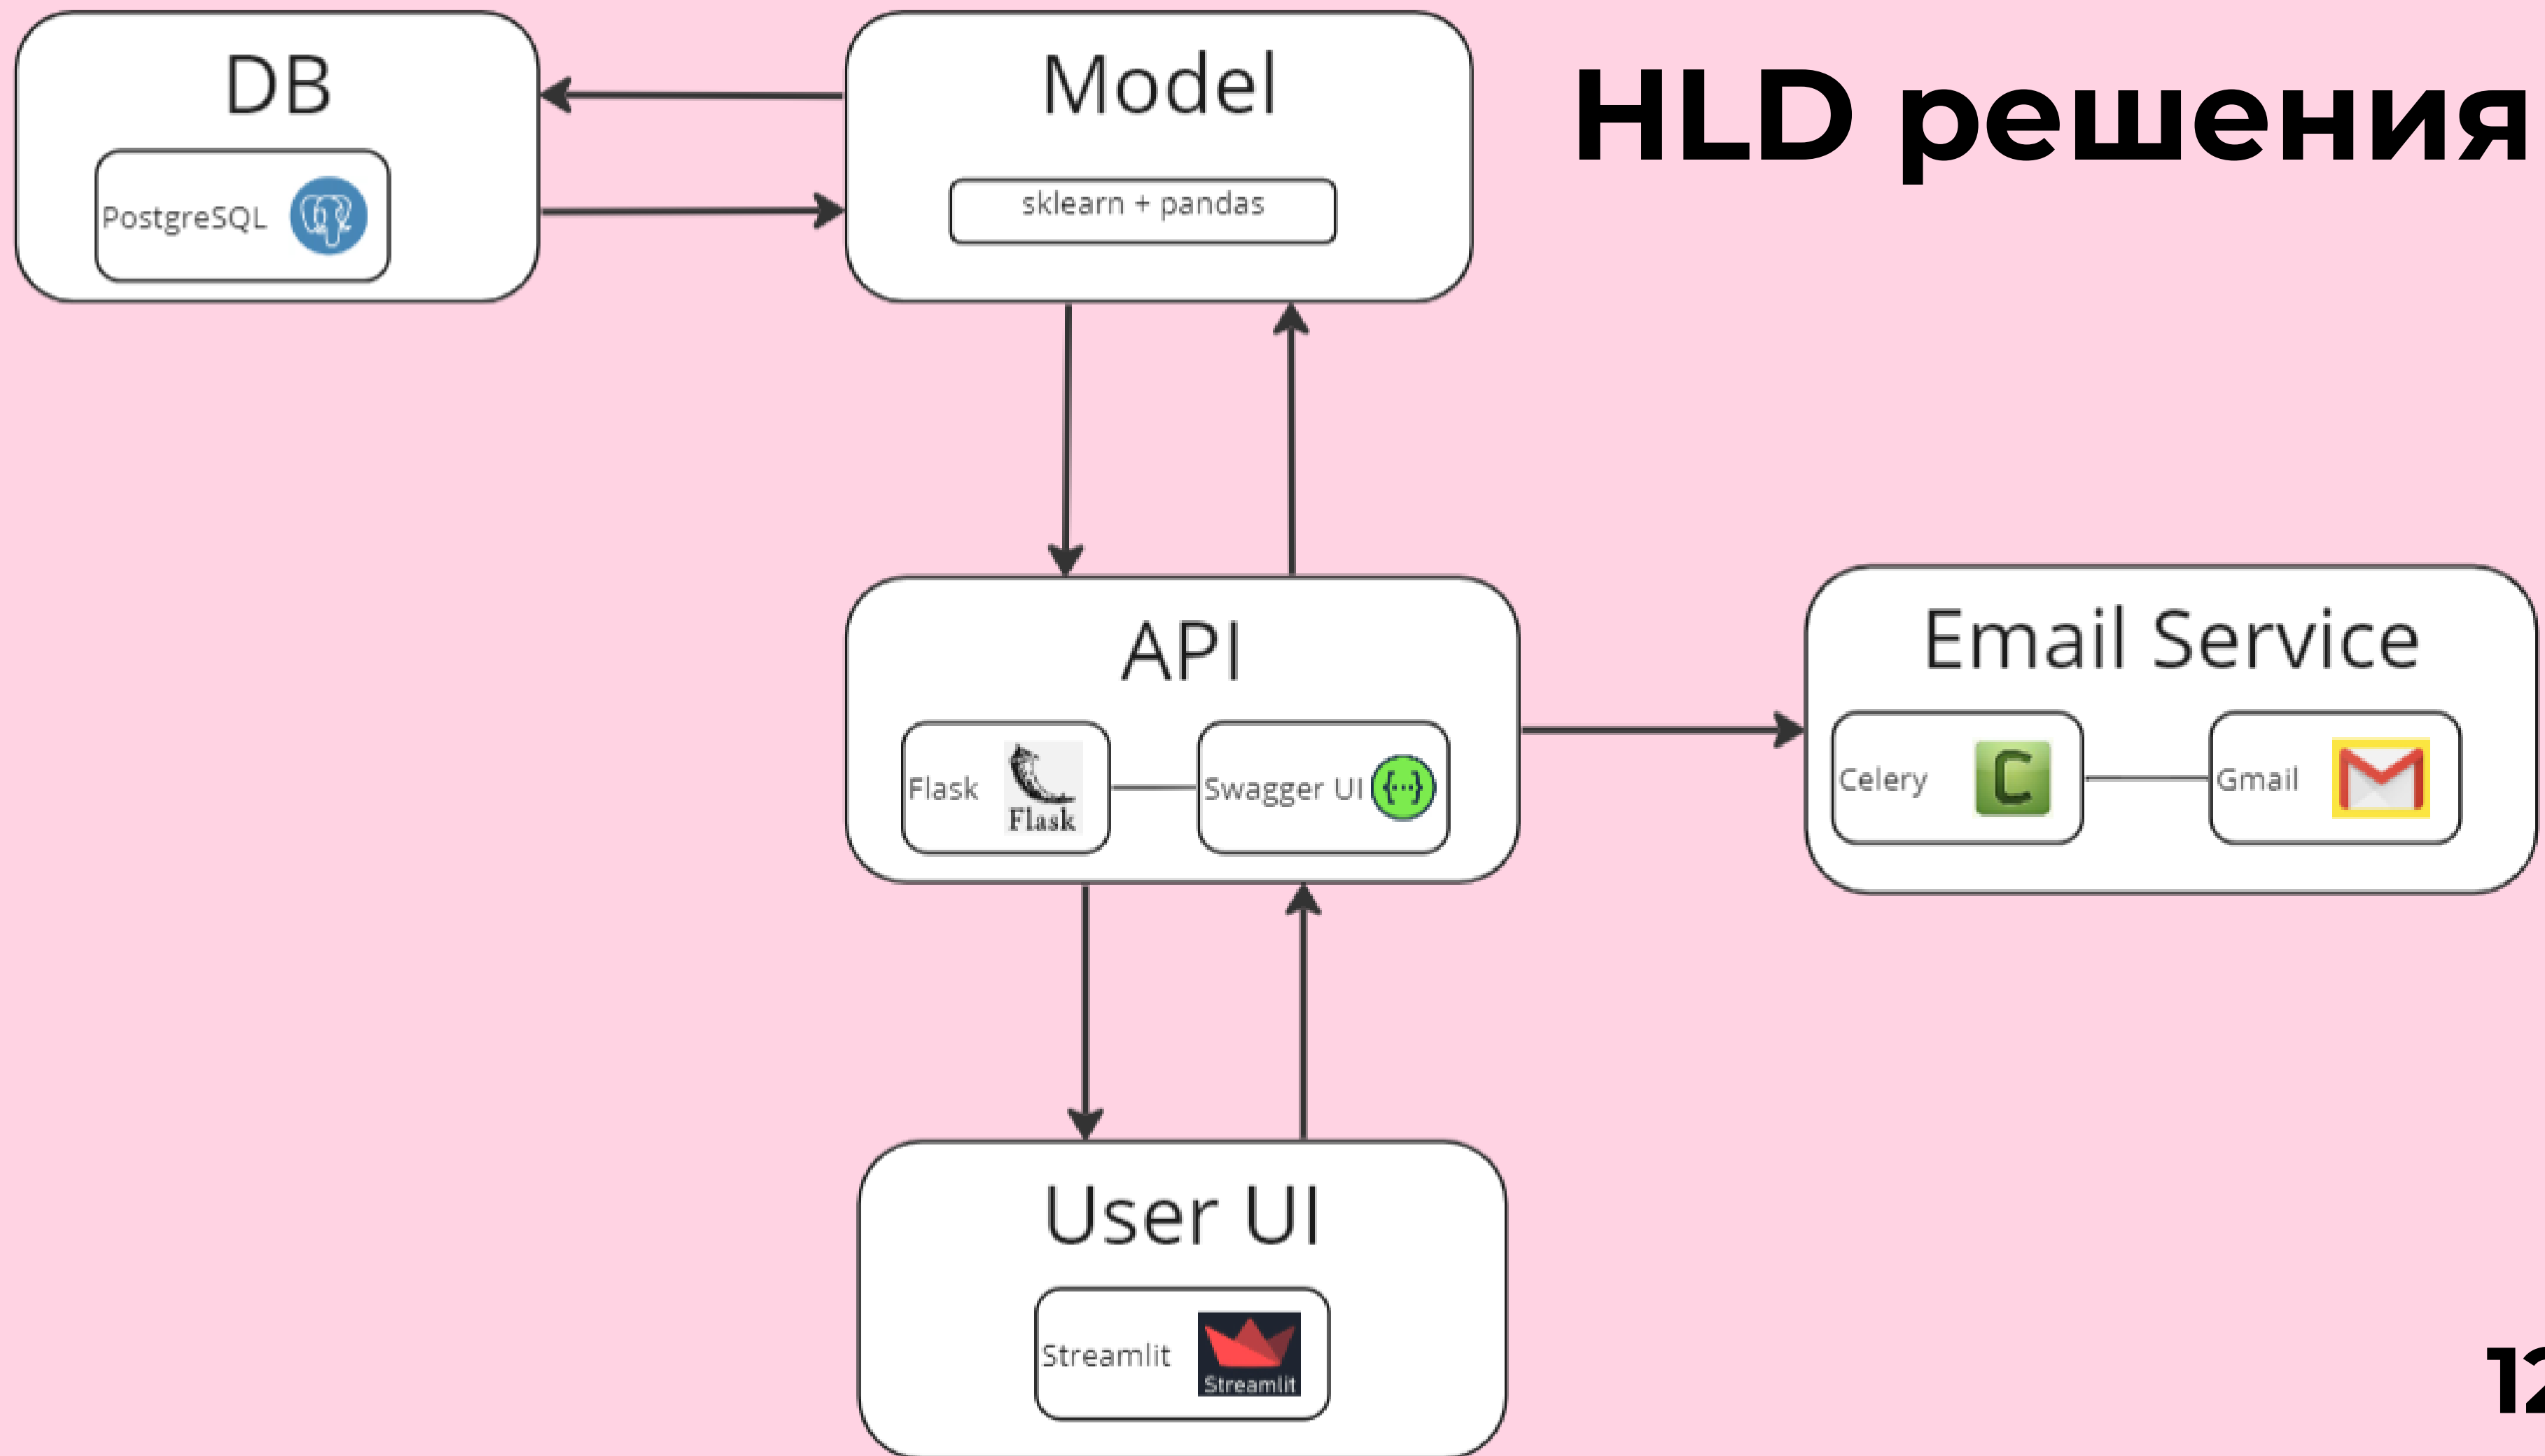 HLD решения
DB
PostgreSQL
Model
sklearn + pandas
API
Flask
Flask
Swagger UI
{···}
Email Service
Celery
C
Gmail
User UI
Streamlit
Streamlit
12